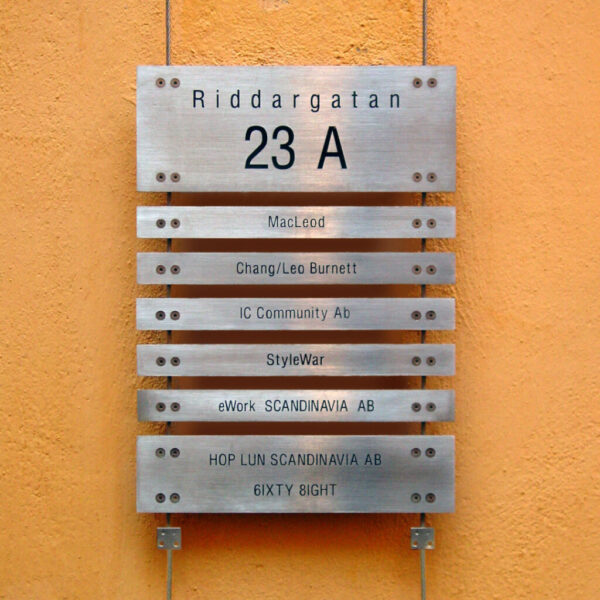 Riddargatan
23 A
MacLeod
Chang/Leo Burnett
IC Community Ab
StyleWar
eWork SCANDINAVIA AB
HOP LUN SCANDINAVIA AB
6IXTY 8IGHT